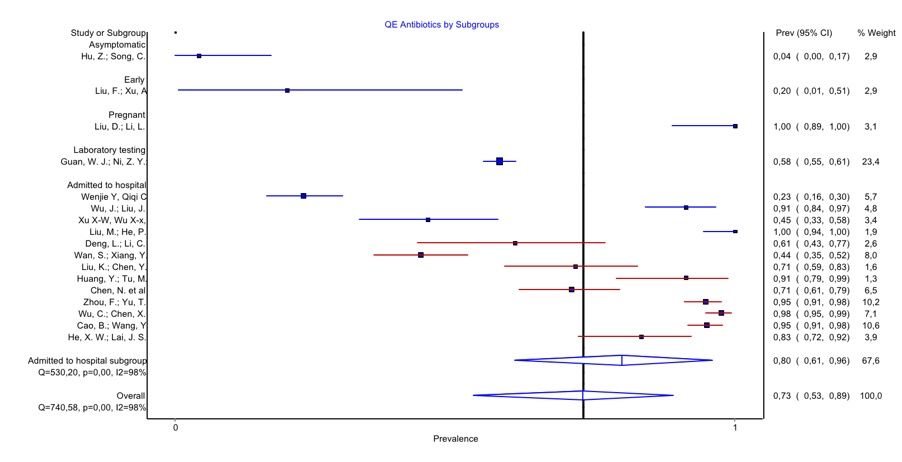 QE Antibiotics by Subgroups
Study or Subgroup Prev (95% CI) % Weight
Asymptomatic
Hu, Z.; Song, C. 0,04 ( 0,00, 0,17) 2,9
Early
Liu, F.; Xu, A 0,20 ( 0,01, 0,51) 2,9
Pregnant
Liu, D.; Li, L. 1,00 ( 0,89, 1,00) 3,1
Laboratory testing
Guan, W. J.; Ni, Z. Y. 0,58 ( 0,55, 0,61) 23,4
Admitted to hospital
Wenjie Y, Qiqi C 0,23 ( 0,16, 0,30) 5,7
Wu, J.; Liu, J. 0,91 ( 0,84, 0,97) 4,8
Xu X-W, Wu X-x, 0,45 ( 0,33, 0,58) 3,4
Liu, M.; He, P. 1,00 ( 0,94, 1,00) 1,9
Deng, L.; Li, C. 0,61 ( 0,43, 0,77) 2,6
Wan, S.; Xiang, Y. 0,44 ( 0,35, 0,52) 8,0
Liu, K.; Chen, Y. 0,71 ( 0,59, 0,83) 1,6
Huang, Y.; Tu, M. 0,91 ( 0,79, 0,99) 1,3
Chen, N. et al 0,71 ( 0,61, 0,79) 6,5
Zhou, F.; Yu, T. 0,95 ( 0,91, 0,98) 10,2
Wu, C.; Chen, X. 0,98 ( 0,95, 0,99) 7,1
Cao, B.; Wang, Y 0,95 ( 0,91, 0,98) 10,6
He, X. W.; Lai, J. S. 0,83 ( 0,72, 0,92) 3,9
Admitted to hospital subgroup 0,80 ( 0,61, 0,96) 67,6
Q=530,20, p=0,00, I2=98%
Overall 0,73 ( 0,53, 0,89) 100,0
Q=740,58, p=0,00, I2=98%
0 1
Prevalence